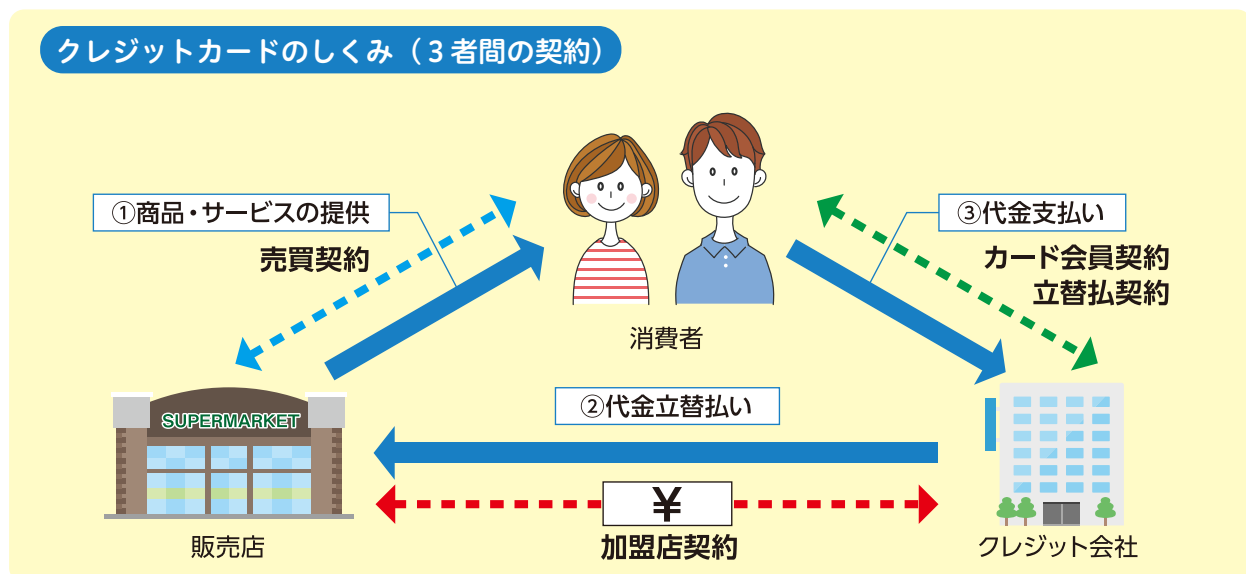 クレジットカードのしくみ（３者間の契約）
①商品・サービスの提供
売買契約
③代金支払い
カード会員契約
立替払契約
消費者
②代金立替払い
SUPERMARKET
¥
加盟店契約
販売店
クレジット会社